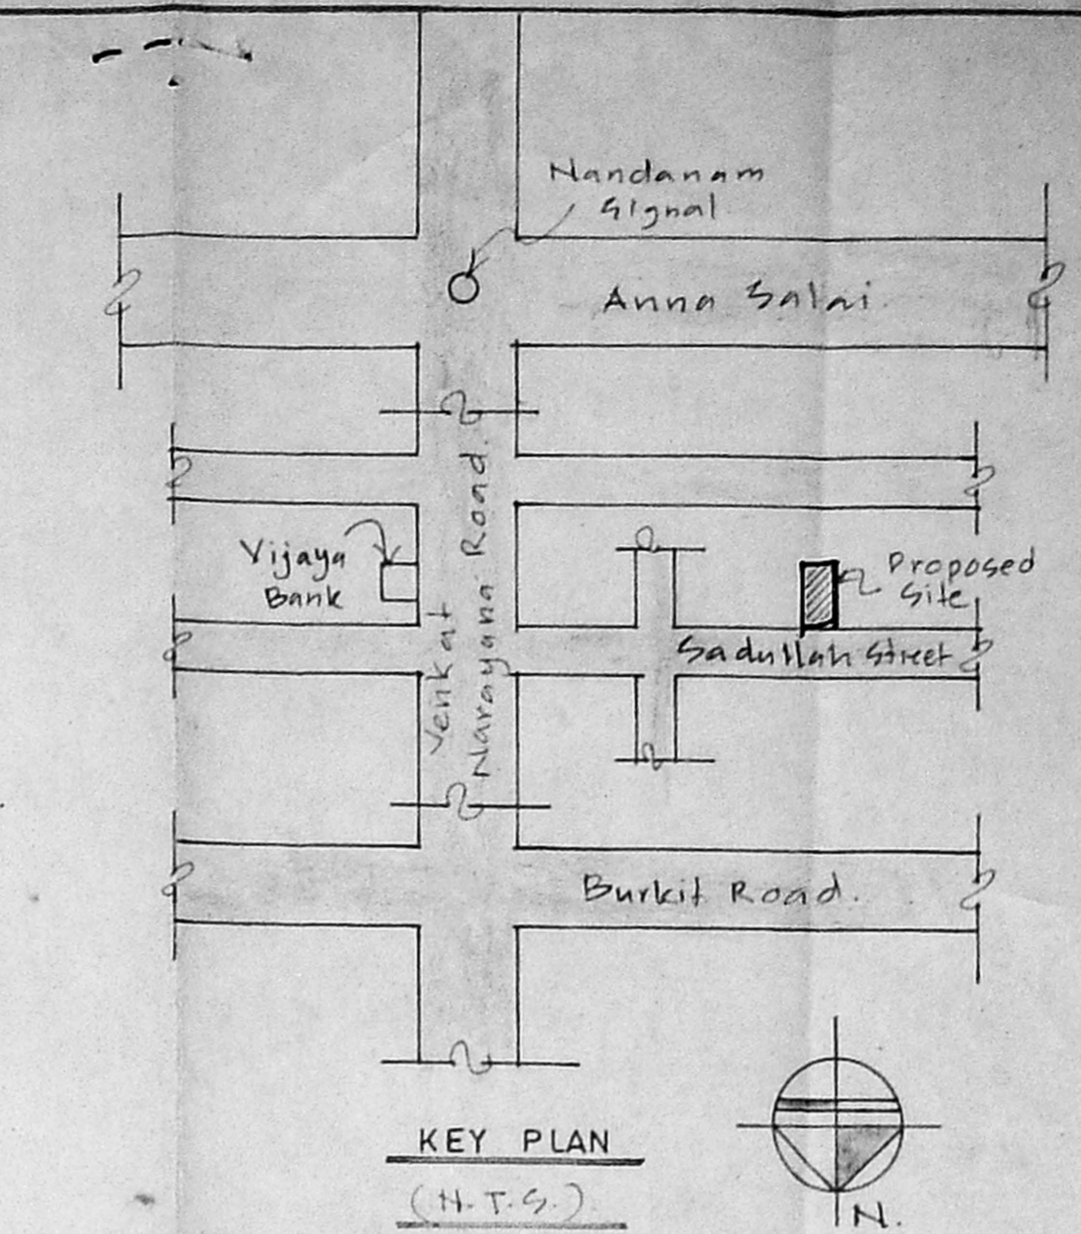 Nandanam
Signal
Anna Salai.
Venkat
Narayana Road.
Vijaya
Bank
Proposed
Site
Sadullah Street
Burkit Road.
KEY PLAN
(N.T.S.)
N.